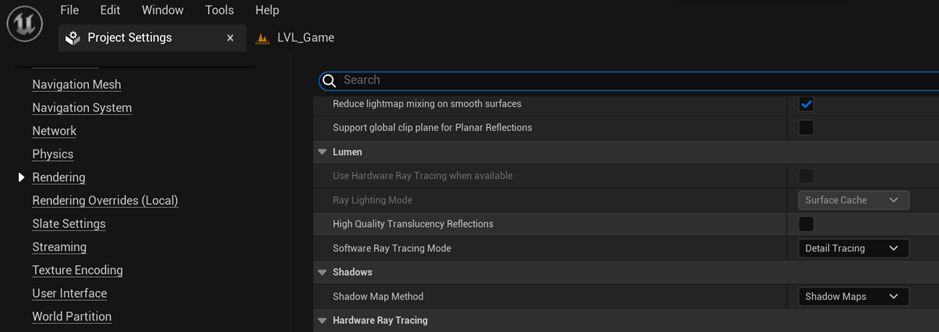 File Edit Window Tools Help
Project Settings × LVL_Game
Navigation Mesh
Navigation System
Network
Physics
Rendering
Rendering Overrides (Local)
Slate Settings
Streaming
Texture Encoding
User Interface
World Partition
Search
Reduce lightmap mixing on smooth surfaces
Support global clip plane for Planar Reflections
Lumen
Use Hardware Ray Tracing when available
Ray Lighting Mode Surface Cache
High Quality Translucency Reflections
Software Ray Tracing Mode Detail Tracing
Shadows
Shadow Map Method Shadow Maps
Hardware Ray Tracing